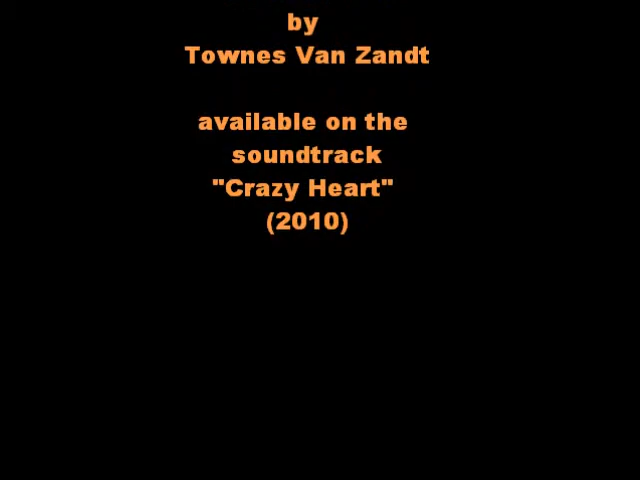 by
Townes Van Zandt
available on the
soundtrack
"Crazy Heart"
(2010)